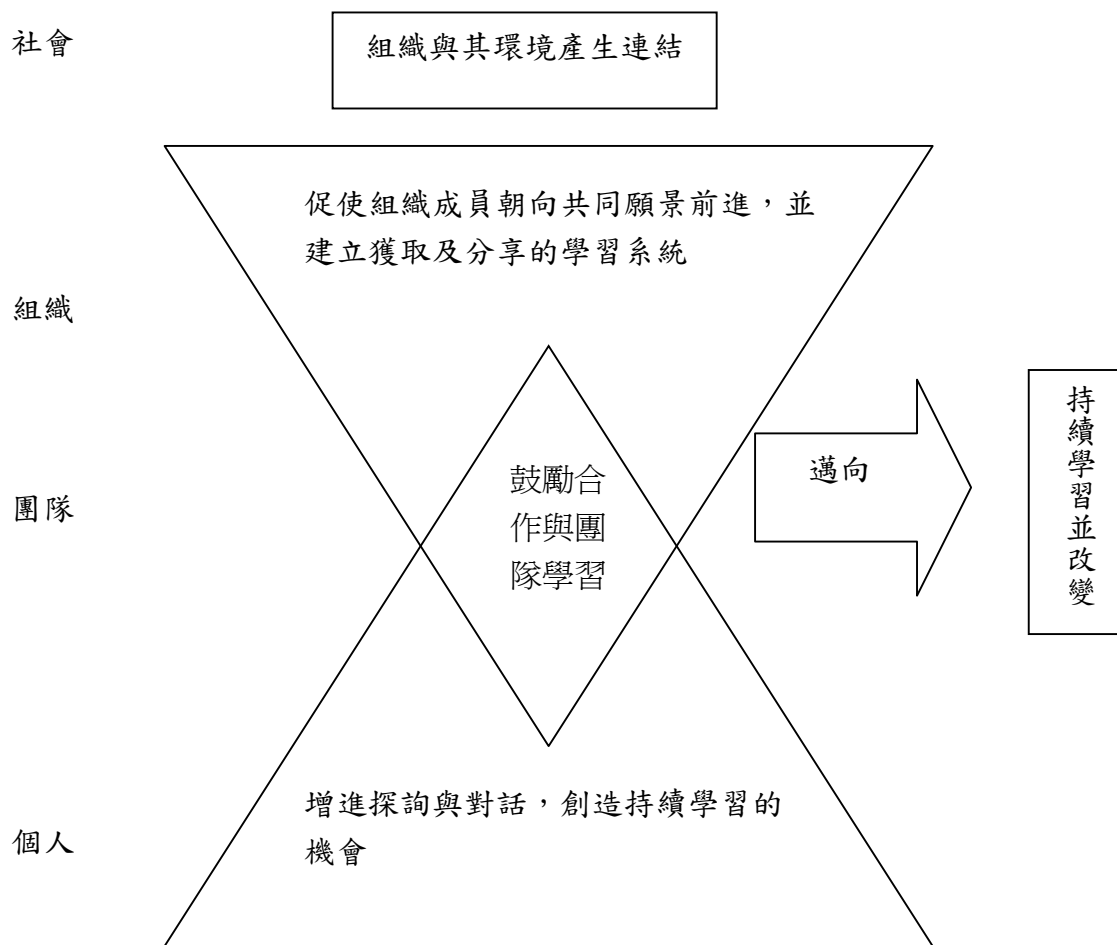 社會
組織與其環境產生連結
促使組織成員朝向共同願景前進，並
建立獲取及分享的學習系統
組織
團隊
鼓勵合
作與團
隊學習
邁向
持續學習並改變
增進探詢與對話，創造持續學習的
機會
個人